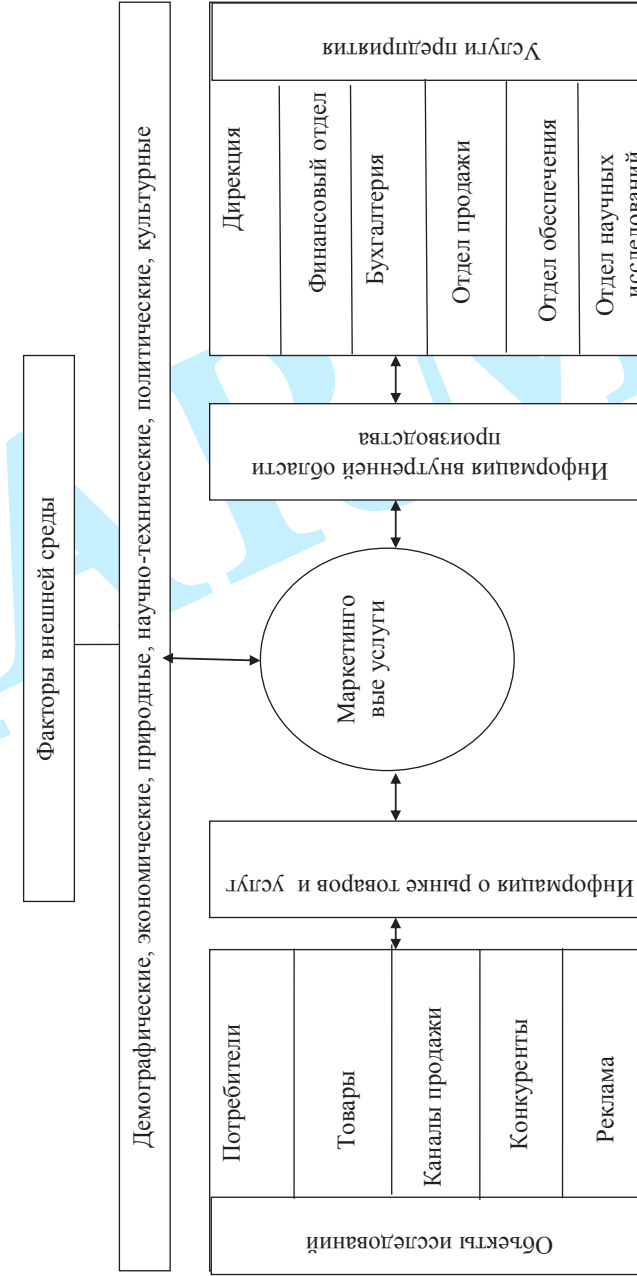 Факторы внешней среды
Демографические, экономические, природные, научно-технические, политические, культурные
Объекты исследований
Потребители
Товары
Каналы продажи
Конкуренты
Реклама
Информация о рынке товаров и услуг
Маркетинго
вые услуги
Информация внутренней области
производства
Дирекция
Финансовый отдел
Бухгалтерия
Отдел продажи
Отдел обеспечения
Отдел научных
исследований
Услуги предприятия